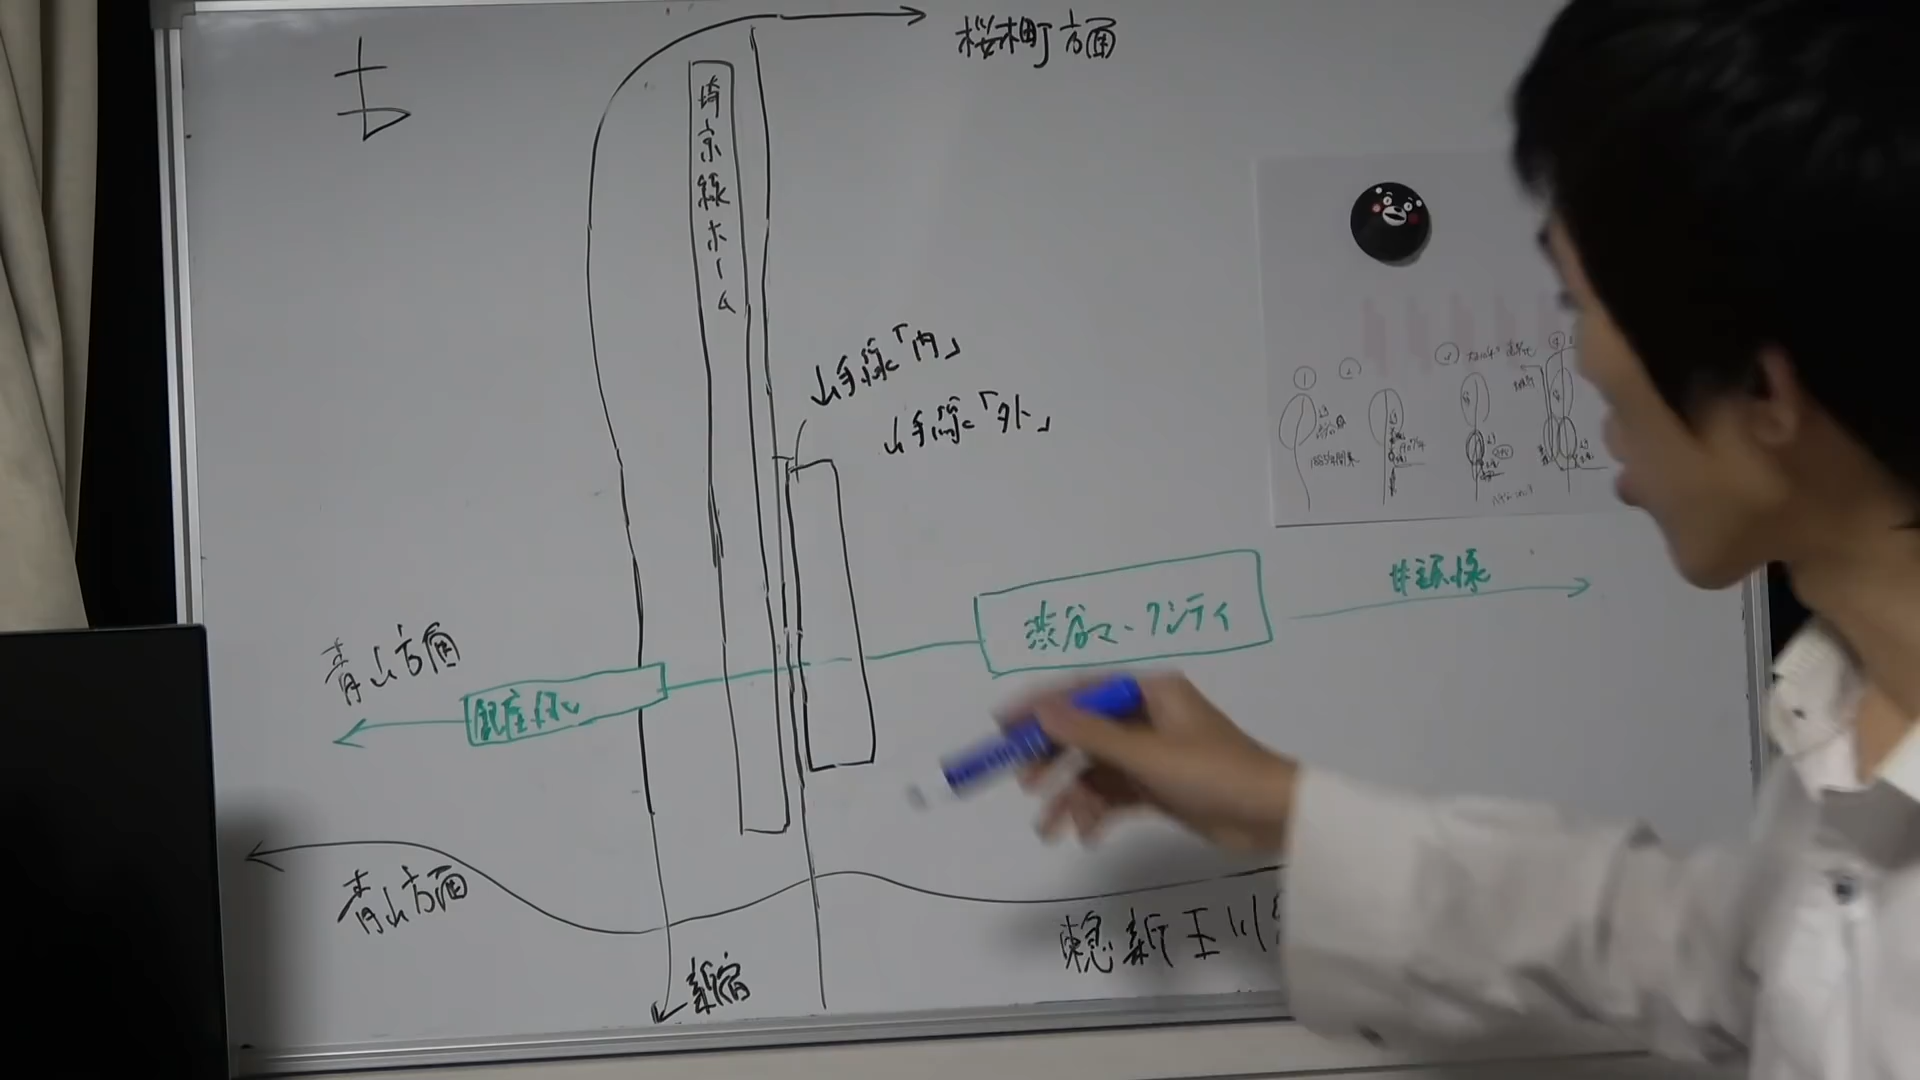 桜木町方面
埼京線ホーム
山手線「内」
山手線「外」
井の頭線
渋谷マークシティ
青山方面
銀座線
青山方面
東急新玉川
新宿